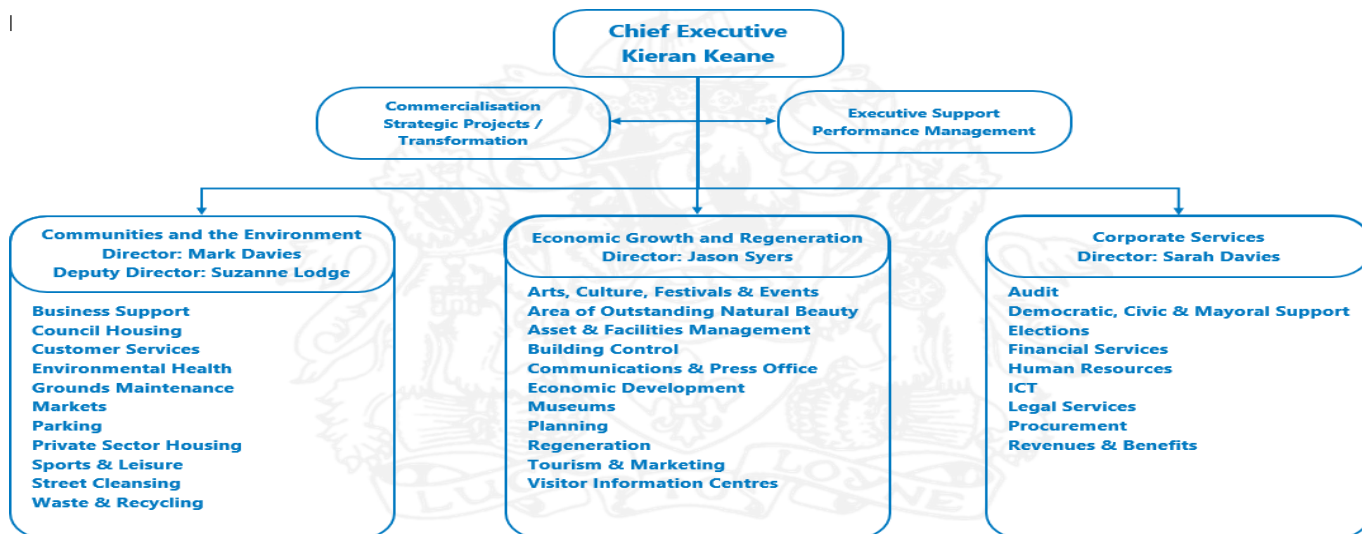 Chief Executive
Kieran Keane
Commercialisation
Strategic Projects /
Transformation
Executive Support
Performance Management
Communities and the Environment
Director: Mark Davies
Deputy Director: Suzanne Lodge
Business Support
Council Housing
Customer Services
Environmental Health
Grounds Maintenance
Markets
Parking
Private Sector Housing
Sports & Leisure
Street Cleansing
Waste & Recycling
Economic Growth and Regeneration
Director: Jason Syers
Arts, Culture, Festivals & Events
Area of Outstanding Natural Beauty
Asset & Facilities Management
Building Control
Communications & Press Office
Economic Development
Museums
Planning
Regeneration
Tourism & Marketing
Visitor Information Centres
Corporate Services
Director: Sarah Davies
Audit
Democratic, Civic & Mayoral Support
Elections
Financial Services
Human Resources
ICT
Legal Services
Procurement
Revenues & Benefits